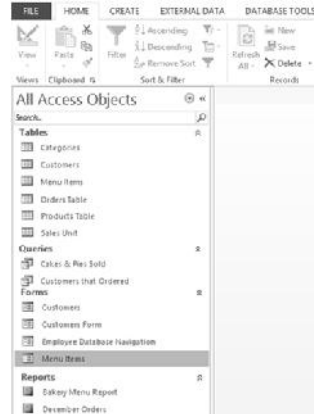 FILE HOME CREATE EXTERNAL DATA DATABASE TOOLS
View Paste Filter Ascending Descending Remove Sort Refresh All New Save Delete
Views Clipboard Sort & Filter Records
All Access Objects
Search...
Tables
Categories
Customers
Menu Items
Orders Table
Products Table
Sales Unit
Queries
Cakes & Pies Sold
Customers that Ordered
Forms
Customers
Customers Form
Employee Database Navigation
Menu Items
Reports
Bakery Menu Report
December Orders